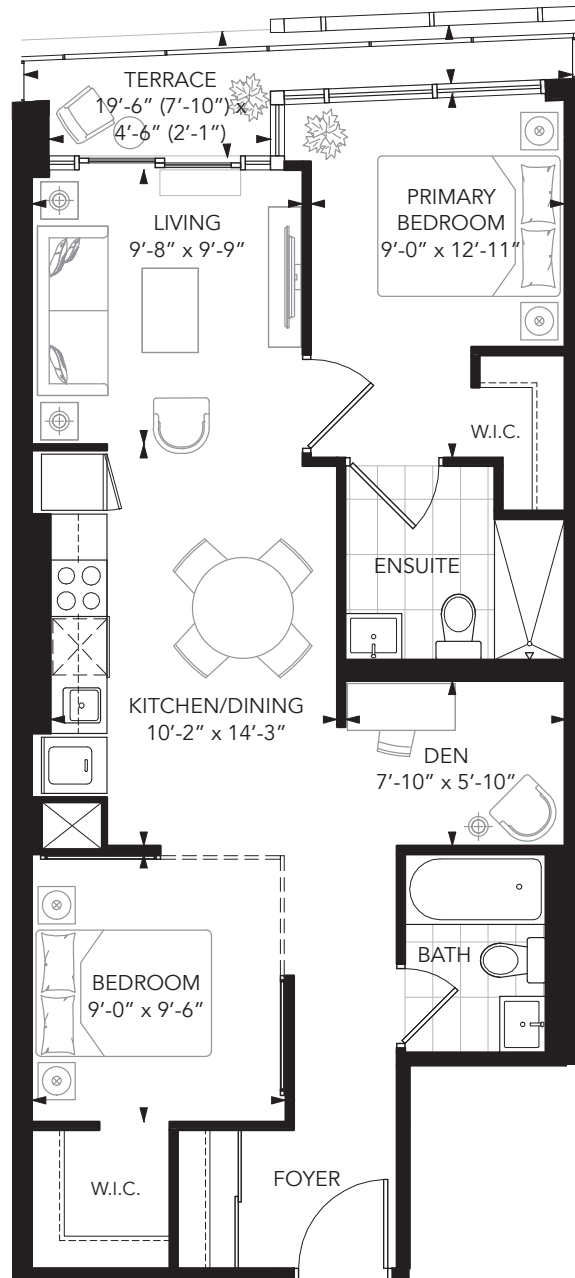 TERRACE
19'-6” (7'-10”) x
4'-6” (2'-1”)
LIVING
9'-8” x 9'-9”
PRIMARY
BEDROOM
9'-0” x 12'-11”
W.I.C.
ENSUITE
KITCHEN/DINING
10'-2” x 14'-3”
DEN
7'-10” x 5'-10”
BATH
BEDROOM
9'-0” x 9'-6”
W.I.C.
FOYER